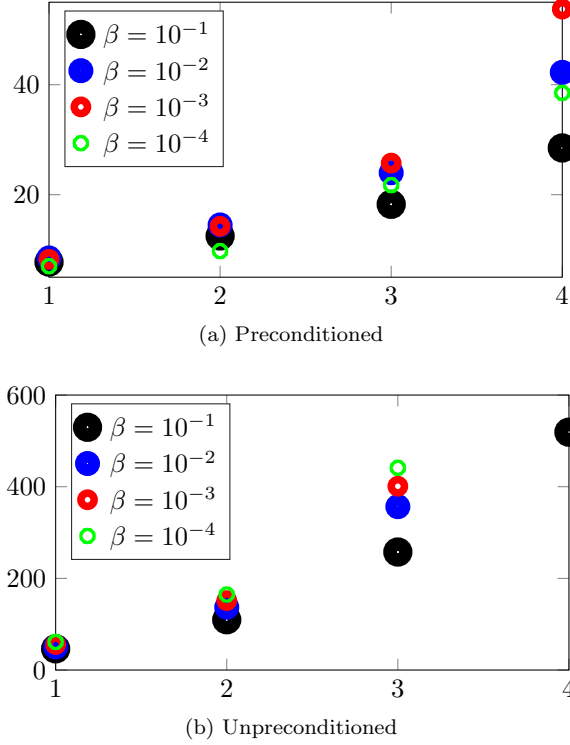 β = 10⁻¹
β = 10⁻²
β = 10⁻³
β = 10⁻⁴
40
20
1 2 3 4
(a) Preconditioned
600
β = 10⁻¹
β = 10⁻²
β = 10⁻³
β = 10⁻⁴
400
200
0
1 2 3 4
(b) Unpreconditioned